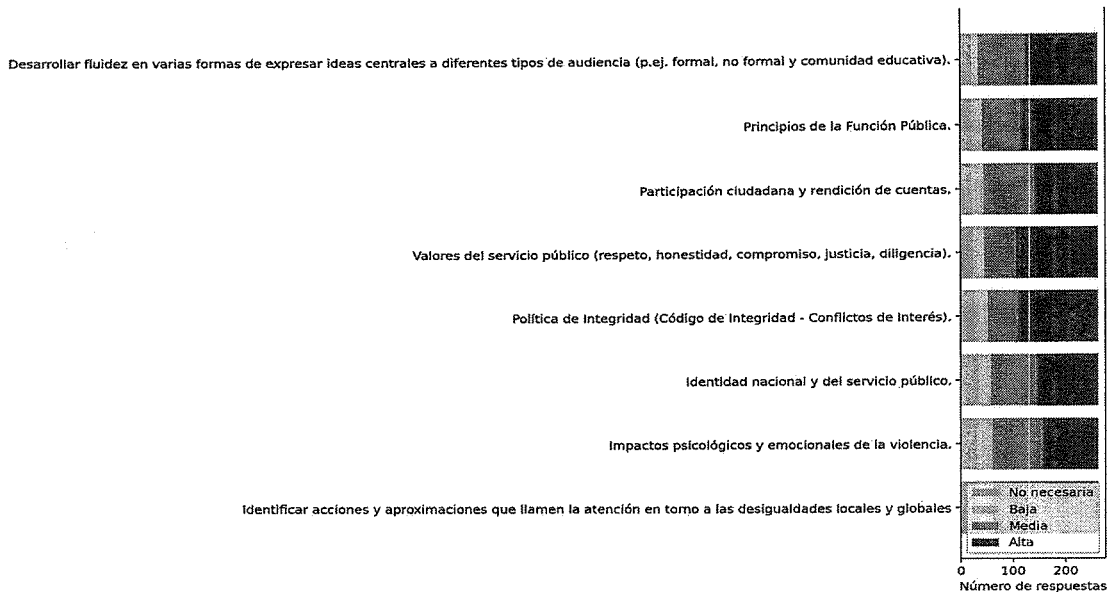 Desarrollar fluidez en varias formas de expresar ideas centrales a diferentes tipos de audiencia (p.ej. formal, no formal y comunidad educativa).
Principios de la Función Pública.
Participación ciudadana y rendición de cuentas.
Valores del servicio público (respeto, honestidad, compromiso, justicia, diligencia).
Política de Integridad (Código de Integridad - Conflictos de Interés).
Identidad nacional y del servicio público.
Impactos psicológicos y emocionales de la violencia.
Identificar acciones y aproximaciones que llamen la atención en torno a las desigualdades locales y globales
No necesaria
Baja
Media
Alta
0 100 200
Número de respuestas